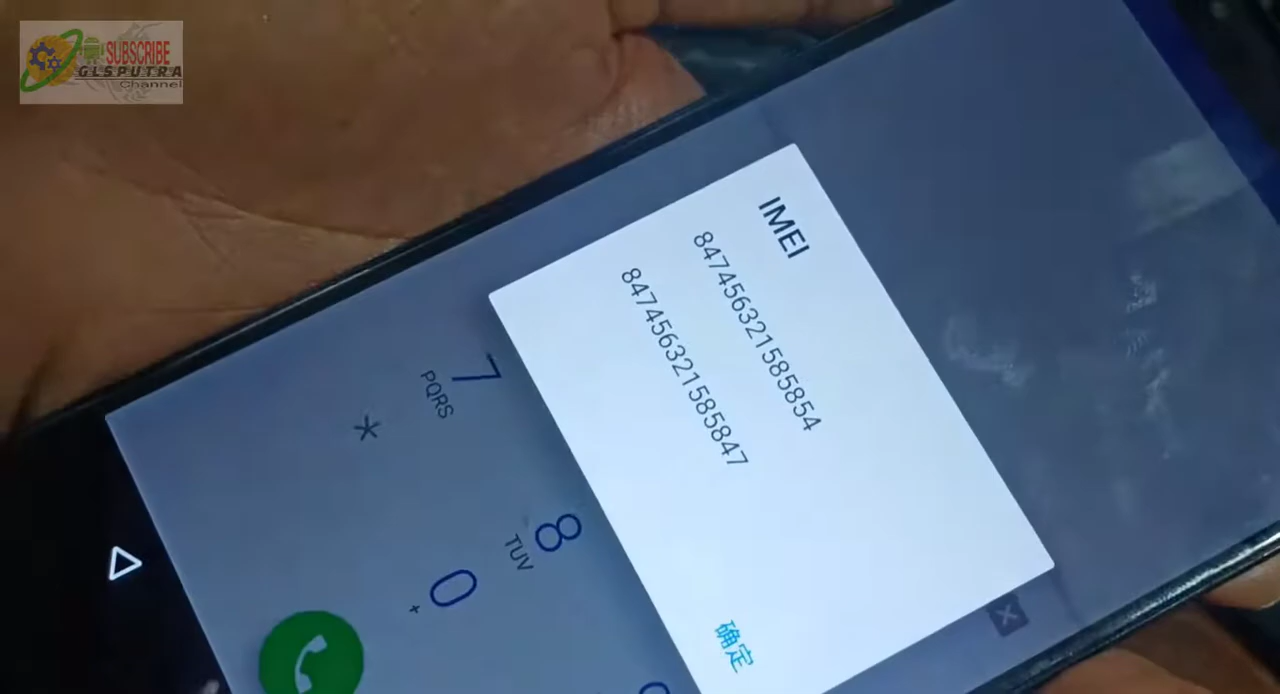 SUBSCRIBE
GLSPUTRA
Channel
IMEI
847456321585854
847456321585847
确定
7
PQRS
8
TUV
*
0
+